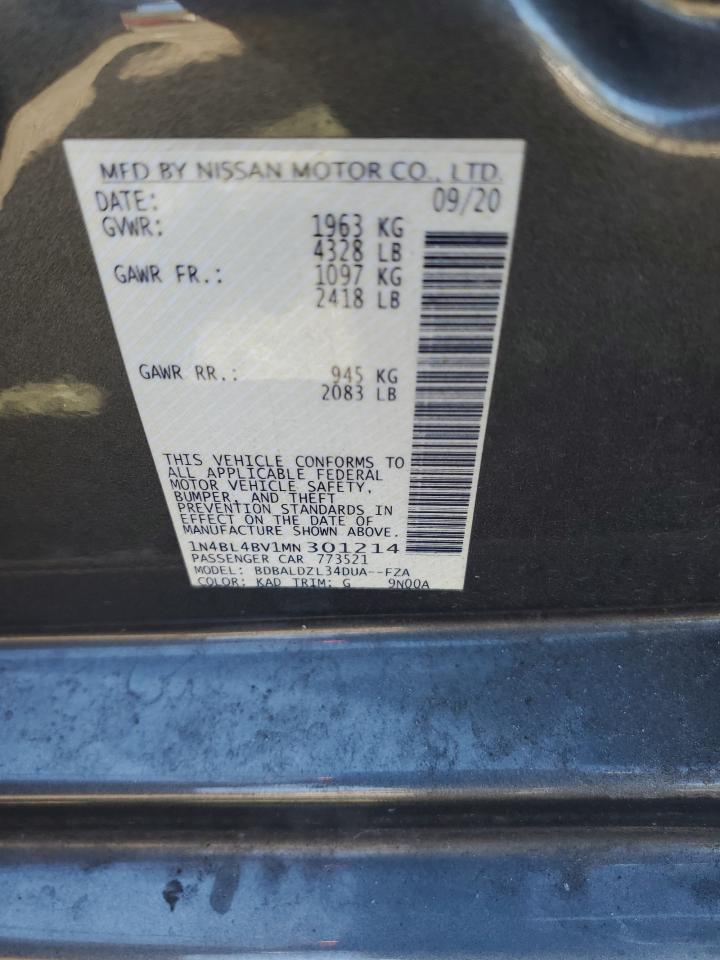 MFD BY NISSAN MOTOR CO., LTD.
DATE: 09/20
GVWR: 1963 KG
4328 LB
GAWR FR.: 1097 KG
2418 LB
GAWR RR.: 945 KG
2083 LB
THIS VEHICLE CONFORMS TO
ALL APPLICABLE FEDERAL
MOTOR VEHICLE SAFETY,
BUMPER, AND THEFT
PREVENTION STANDARDS IN
EFFECT ON THE DATE OF
MANUFACTURE SHOWN ABOVE.
1N4BL4BV1MN301214
PASSENGER CAR 773521
MODEL: BDBALDZL34DUA--FZA
COLOR: KAD TRIM: G 9N00A